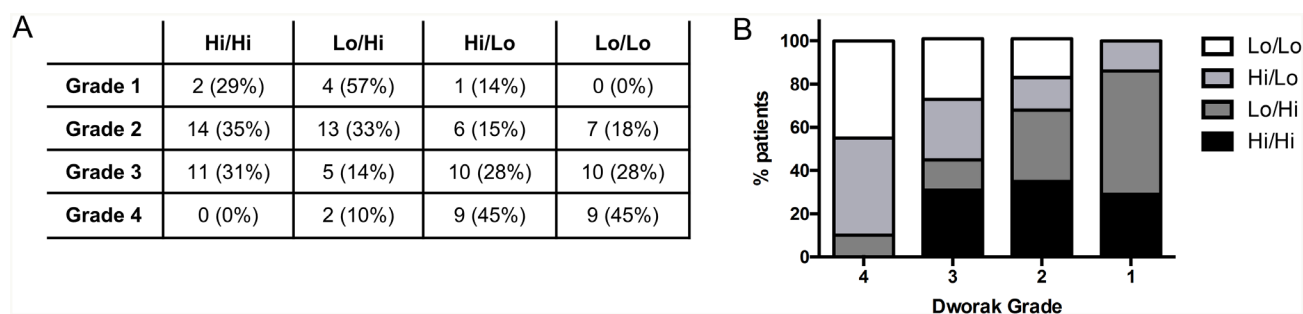 A
Hi/Hi Lo/Hi Hi/Lo Lo/Lo
Grade 1 2 (29%) 4 (57%) 1 (14%) 0 (0%)
Grade 2 14 (35%) 13 (33%) 6 (15%) 7 (18%)
Grade 3 11 (31%) 5 (14%) 10 (28%) 10 (28%)
Grade 4 0 (0%) 2 (10%) 9 (45%) 9 (45%)
B
% patients
100
80
60
40
20
0
4 3 2 1
Dworak Grade
Lo/Lo
Hi/Lo
Lo/Hi
Hi/Hi